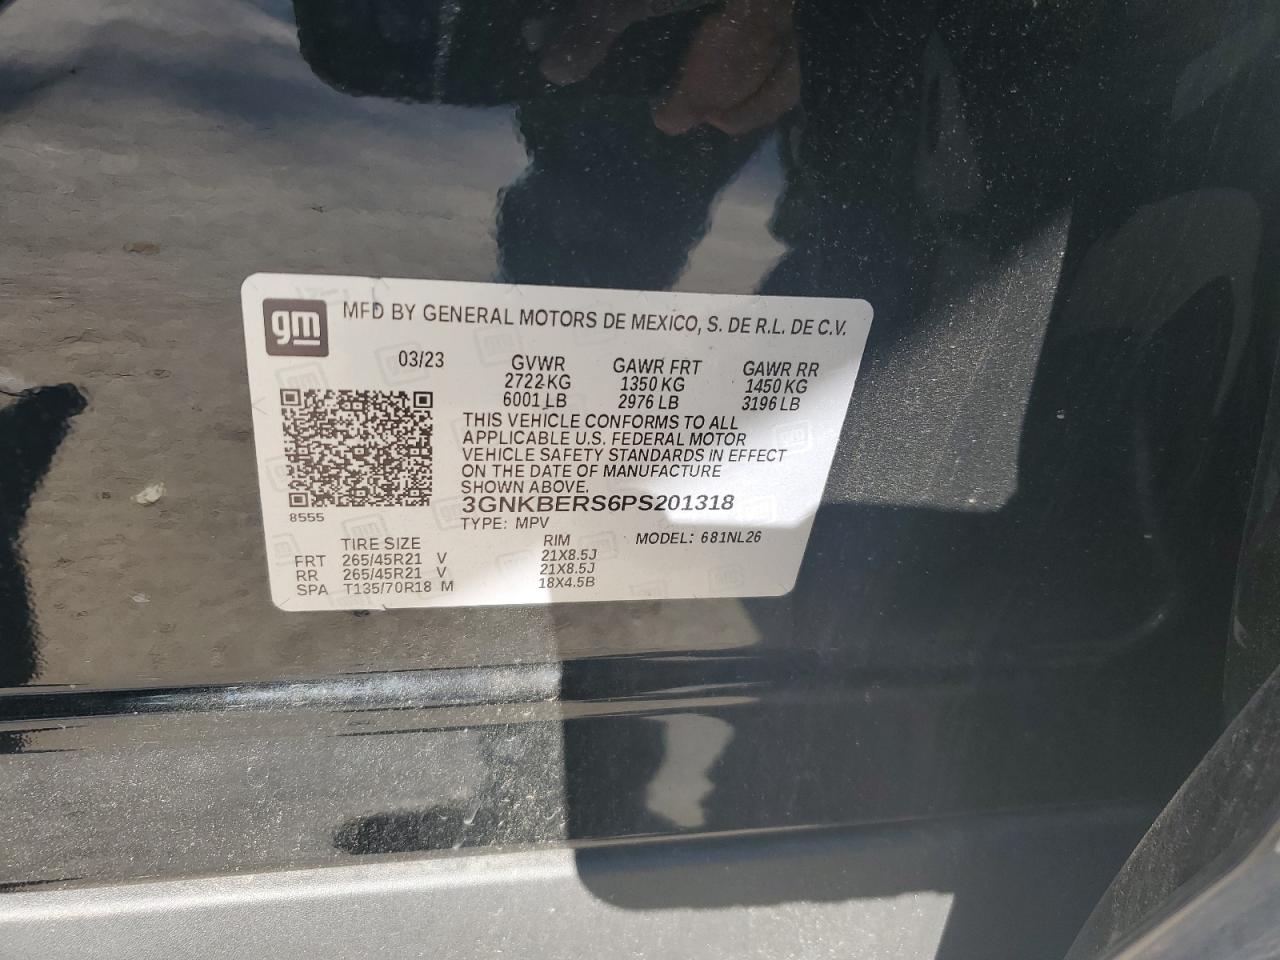 gm
MFD BY GENERAL MOTORS DE MEXICO, S. DE R.L. DE C.V.
03/23 GVWR GAWR FRT GAWR RR
2722 KG 1350 KG 1450 KG
6001 LB 2976 LB 3196 LB
THIS VEHICLE CONFORMS TO ALL
APPLICABLE U.S. FEDERAL MOTOR
VEHICLE SAFETY STANDARDS IN EFFECT
ON THE DATE OF MANUFACTURE
SHOWN ABOVE.
3GNKBERS6PS201318
8555
TYPE: MPV
TIRE SIZE RIM MODEL: 681NL26
FRT 265/45R21 V 21X8.5J
RR 265/45R21 V 21X8.5J
SPA T135/70R18 M 18X4.5B